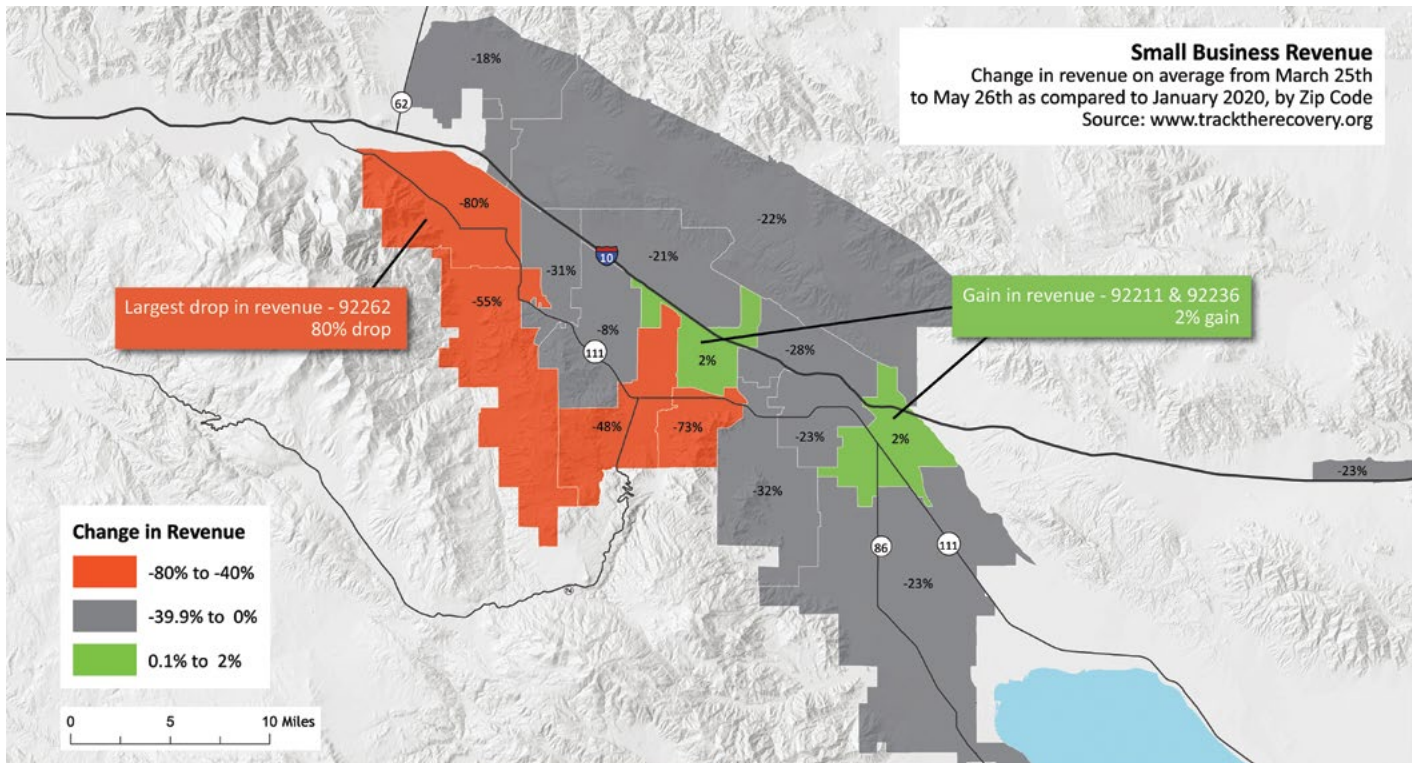 Small Business Revenue
Change in revenue on average from March 25th
to May 26th as compared to January 2020, by Zip Code
Source: www.tracktherecovery.org
-18%
62
-80%
-22%
-31%
10
-21%
Largest drop in revenue - 92262
80% drop
-55%
Gain in revenue - 92211 & 92236
2% gain
-8%
111
2%
-28%
-48%
-73%
-23%
2%
-23%
-32%
86
111
-23%
Change in Revenue
-80% to -40%
-39.9% to 0%
0.1% to 2%
0 5 10 Miles